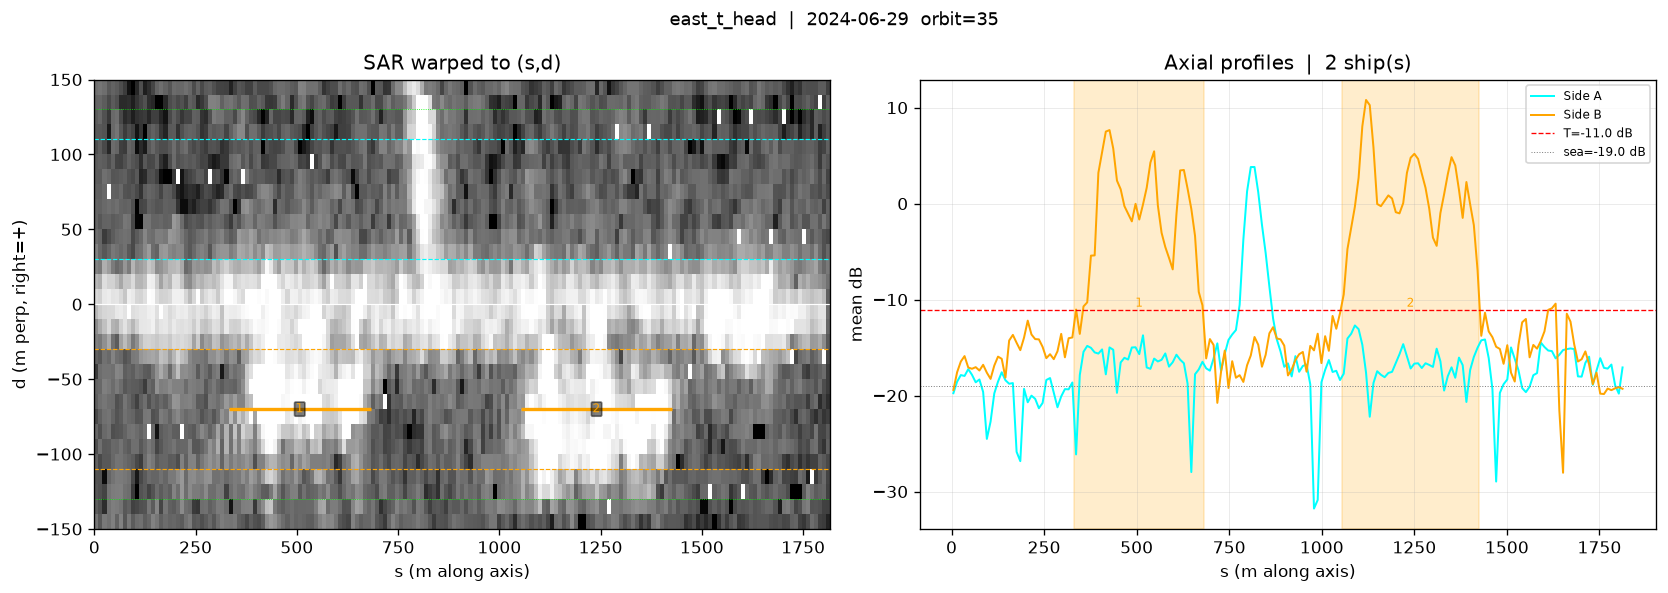 east_t_head  |  2024-06-29  orbit=35
SAR warped to (s,d)
150
100
50
0
−50
−100
−150
d (m perp, right=+)
1
2
0
250
500
750
1000
1250
1500
1750
s (m along axis)
Axial profiles  |  2 ship(s)
10
0
−10
−20
−30
mean dB
Side A
Side B
T=-11.0 dB
sea=-19.0 dB
1
2
0
250
500
750
1000
1250
1500
1750
s (m along axis)